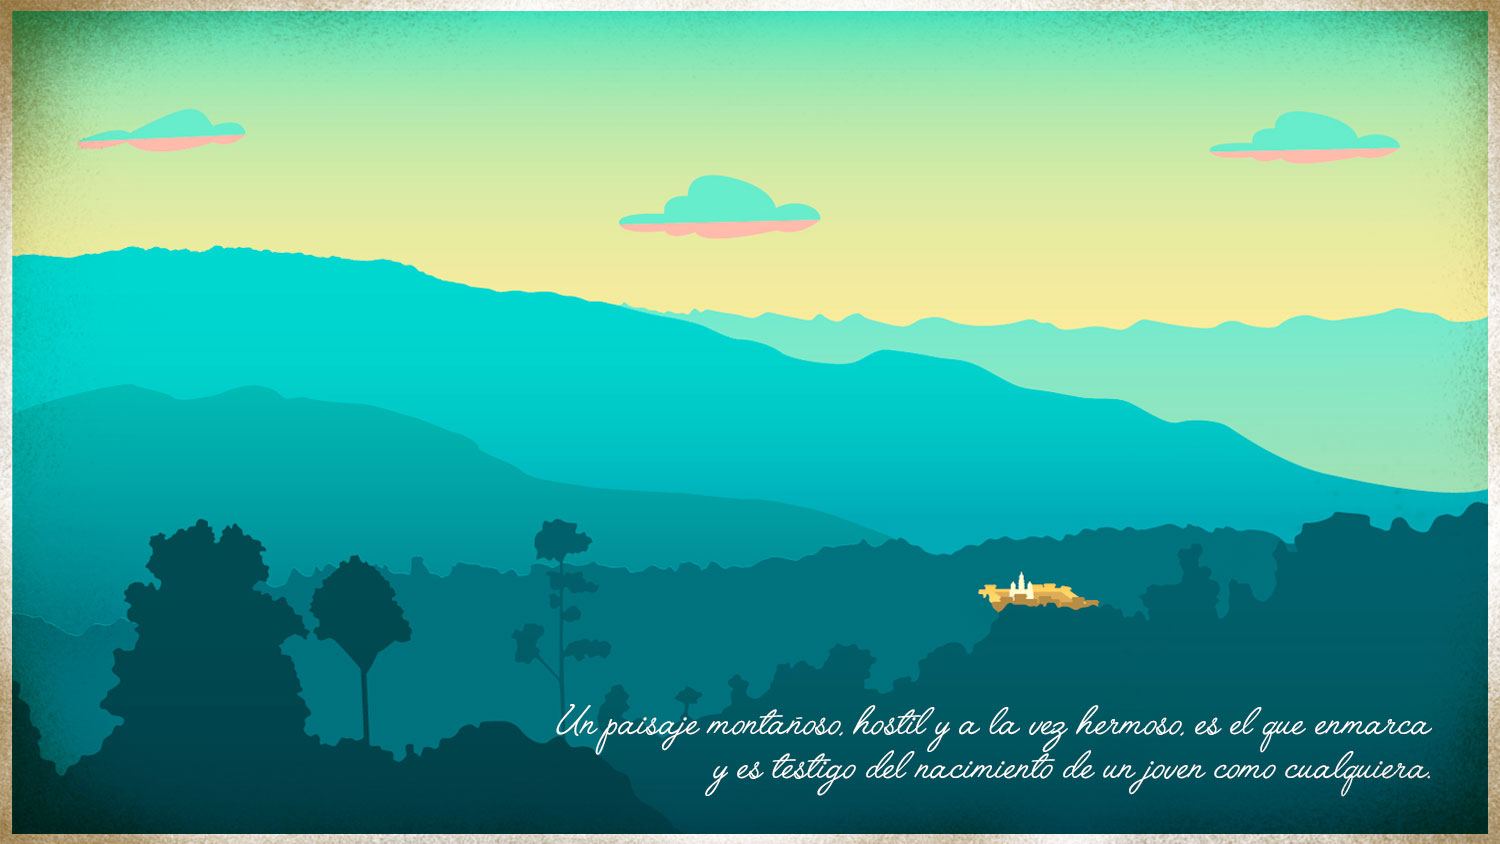 Un paisaje montañoso, hostil y a la vez hermoso, es el que enmarca
y es testigo del nacimiento de un joven como cualquiera.